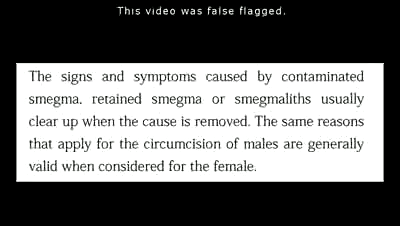 This video was false flagged.
The signs and symptoms caused by contaminated
smegma, retained smegma or smegmaliths usually
clear up when the cause is removed. The same reasons
that apply for the circumcision of males are generally
valid when considered for the female.